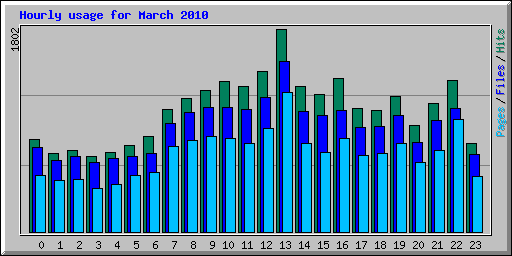 Hourly usage for March 2010
1802
Pages / Files / Hits
0 1 2 3 4 5 6 7 8 9 10 11 12 13 14 15 16 17 18 19 20 21 22 23